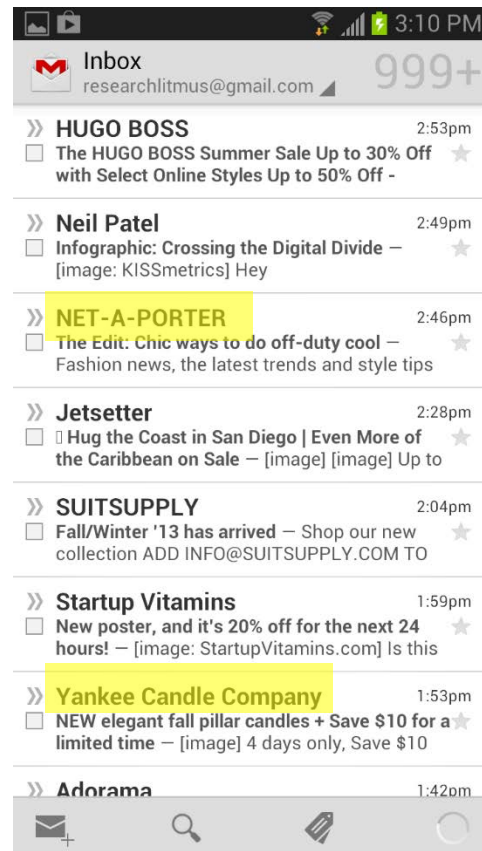 3:10 PM
Inbox
researchlitmus@gmail.com
999+
HUGO BOSS 2:53pm
The HUGO BOSS Summer Sale Up to 30% Off
with Select Online Styles Up to 50% Off -
Neil Patel 2:49pm
Infographic: Crossing the Digital Divide —
[image: KISSmetrics] Hey
NET-A-PORTER 2:46pm
The Edit: Chic ways to do off-duty cool —
Fashion news, the latest trends and style tips
Jetsetter 2:28pm
▯ Hug the Coast in San Diego | Even More of
the Caribbean on Sale — [image] [image] Up to
SUITSUPPLY 2:04pm
Fall/Winter '13 has arrived — Shop our new
collection ADD INFO@SUITSUPPLY.COM TO
Startup Vitamins 1:59pm
New poster, and it's 20% off for the next 24
hours! — [image: StartupVitamins.com] Is this
Yankee Candle Company 1:53pm
NEW elegant fall pillar candles + Save $10 for a
limited time — [image] 4 days only, Save $10
Adorama 1:42pm